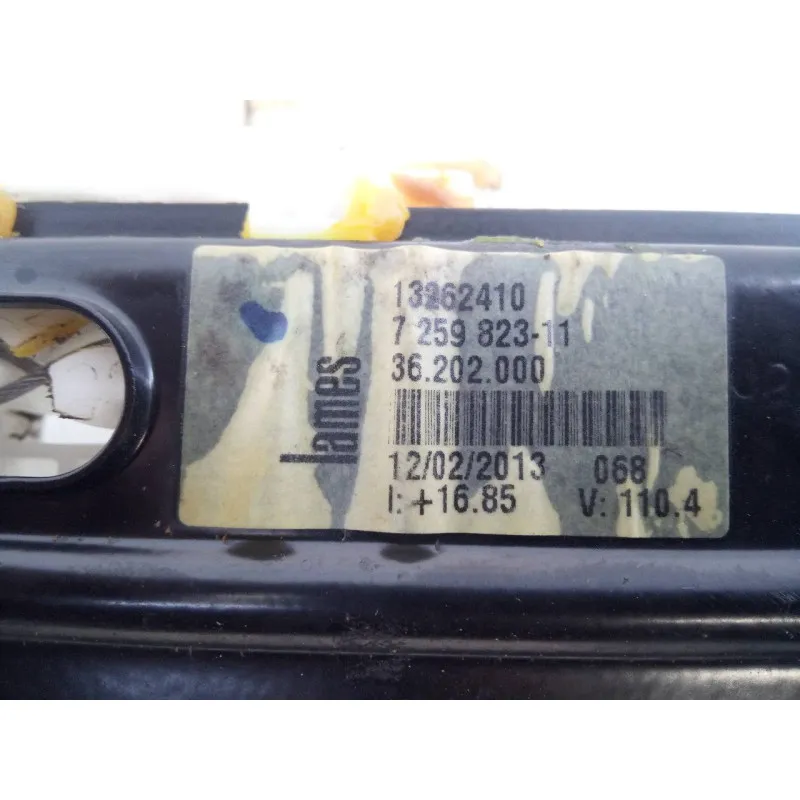 13262410
7 259 823-11
36.202.000
lames
12/02/2013 068
I: +16.85 V: 110.4